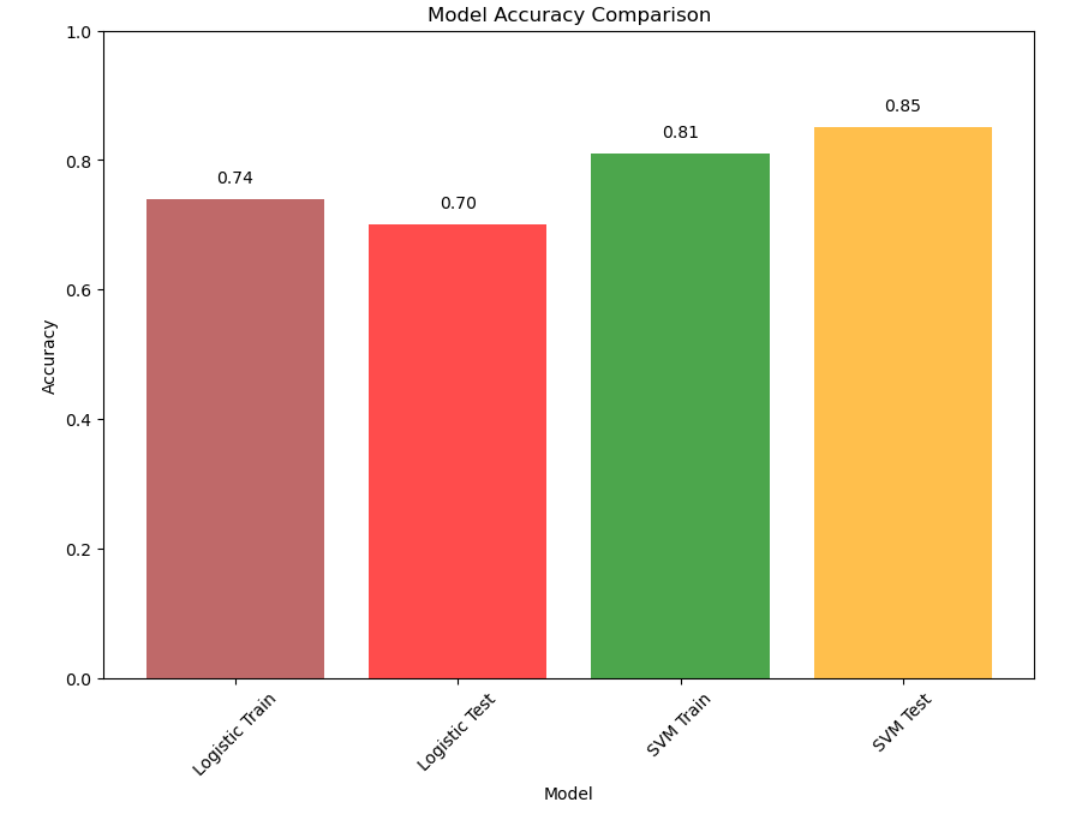 Model Accuracy Comparison
1.0
0.8
0.6
0.4
0.2
0.0
Accuracy
0.74
0.70
0.81
0.85
Logistic Train
Logistic Test
SVM Train
SVM Test
Model